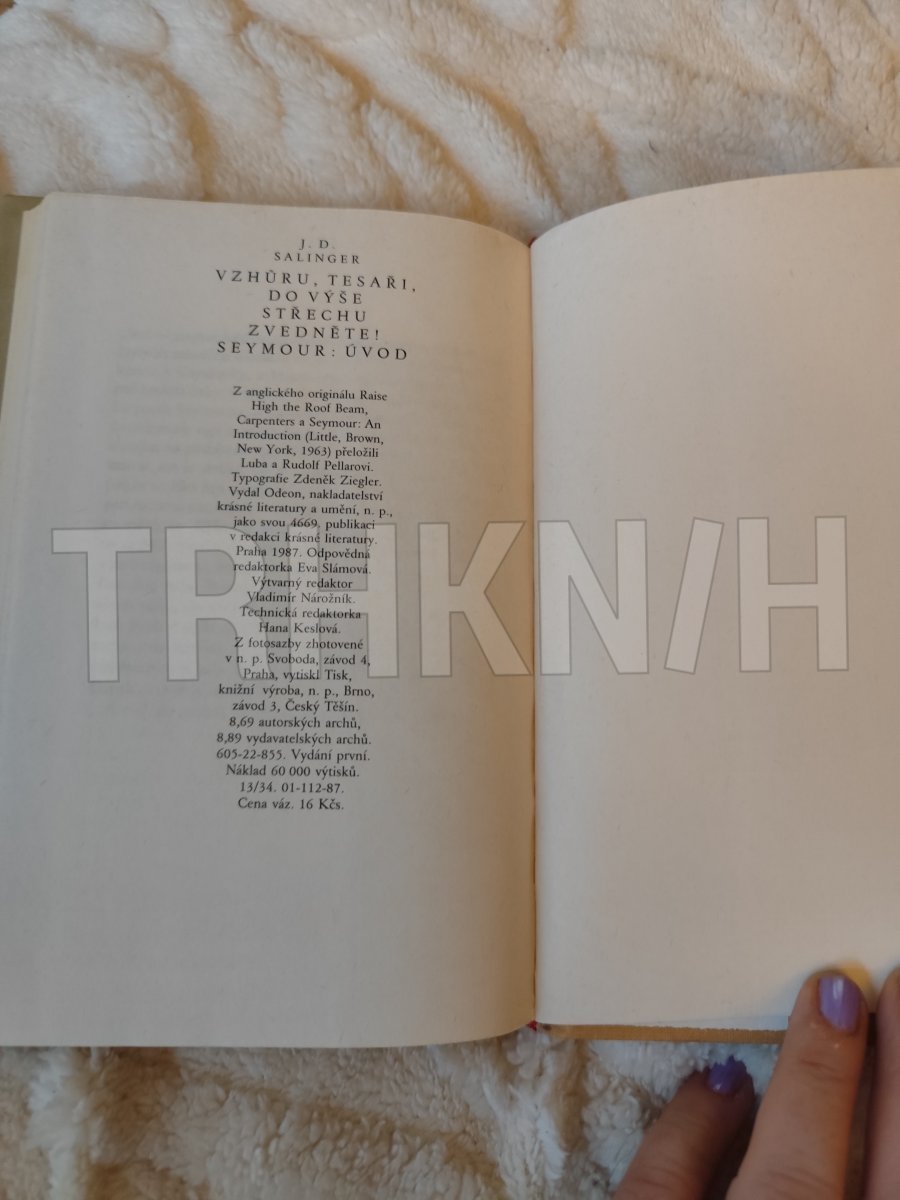 J. D.
SALINGER
VZHŮRU, TESAŘI,
DO VÝŠE
STŘECHU
ZVEDNĚTE!
SEYMOUR: ÚVOD
Z anglického originálu Raise
High the Roof Beam,
Carpenters a Seymour: An
Introduction (Little, Brown,
New York, 1963) přeložili
Luba a Rudolf Pellarovi.
Typografie Zdeněk Ziegler.
Vydal Odeon, nakladatelství
krásné literatury a umění, n. p.,
jako svou 4669. publikaci
v redakci krásné literatury.
Praha 1987. Odpovědná
redaktorka Eva Slámová.
Výtvarný redaktor
Vladimír Nárožník.
Technická redaktorka
Hana Keslová.
Z fotosazby zhotovené
v n. p. Svoboda, závod 4,
Praha, vytiskl Tisk,
knižní výroba, n. p., Brno,
závod 3, Český Těšín.
8,69 autorských archů,
8,89 vydavatelských archů.
605-22-855. Vydání první.
Náklad 60 000 výtisků.
13/34. 01-112-87.
Cena váz. 16 Kčs.
TRHKN/H